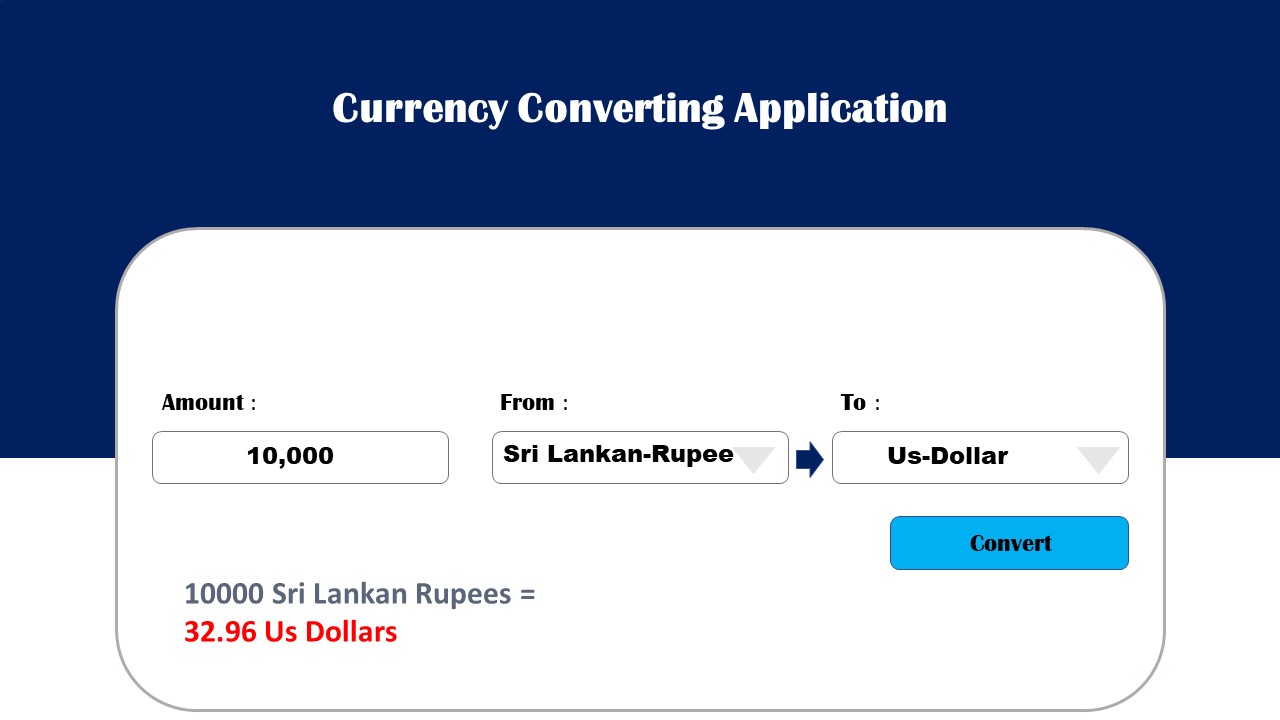 Currency Converting Application
Amount :
From :
To :
10,000
Sri Lankan-Rupee
Us-Dollar
Convert
10000 Sri Lankan Rupees =
32.96 Us Dollars